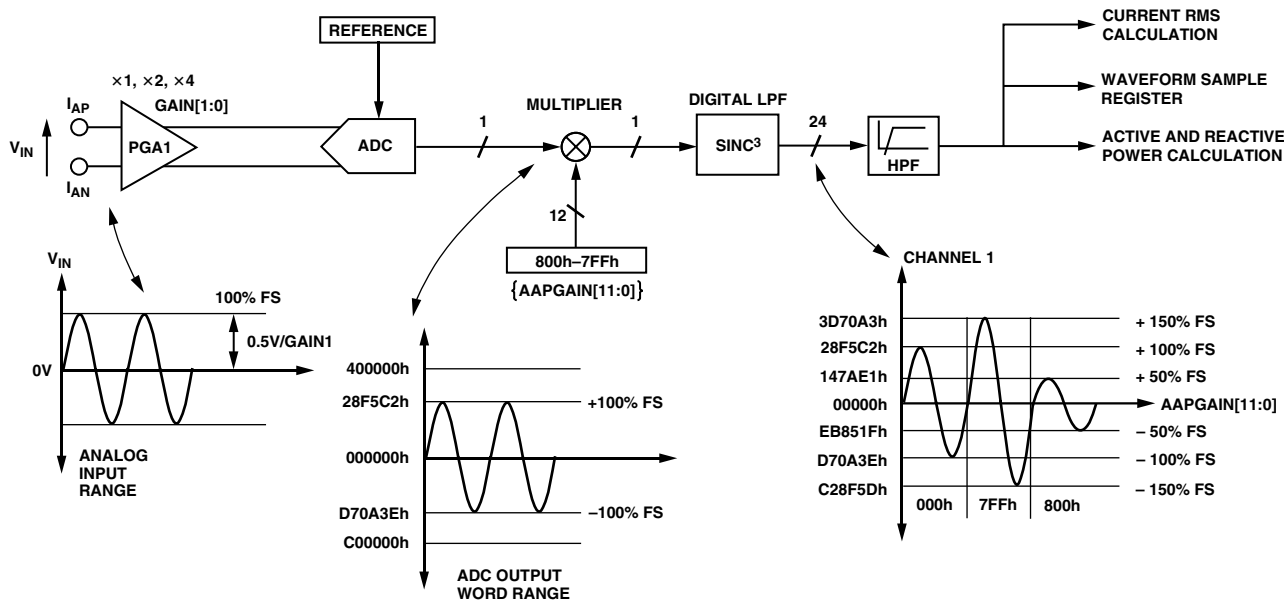 REFERENCE
×1, ×2, ×4
GAIN[1:0]
IAP
VIN
IAN
PGA1
ADC
1
MULTIPLIER
1
DIGITAL LPF
SINC³
24
HPF
CURRENT RMS
CALCULATION
WAVEFORM SAMPLE
REGISTER
ACTIVE AND REACTIVE
POWER CALCULATION
12
800h–7FFh
{AAPGAIN[11:0]}
VIN
100% FS
0.5V/GAIN1
0V
ANALOG
INPUT
RANGE
400000h
28F5C2h
+100% FS
000000h
D70A3Eh
–100% FS
C00000h
ADC OUTPUT
WORD RANGE
CHANNEL 1
3D70A3h
+ 150% FS
28F5C2h
+ 100% FS
147AE1h
+ 50% FS
00000h
AAPGAIN[11:0]
EB851Fh
– 50% FS
D70A3Eh
– 100% FS
C28F5Dh
– 150% FS
000h
7FFh
800h